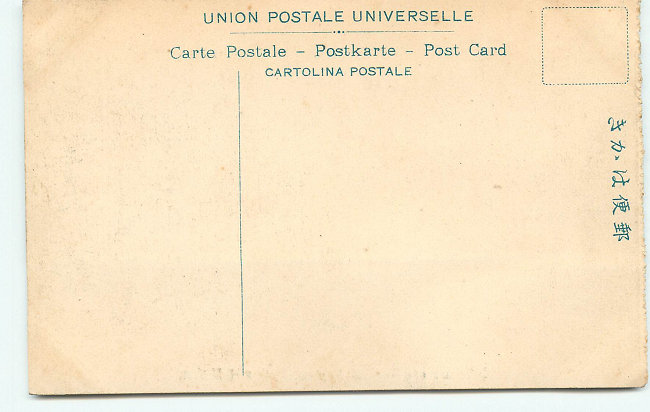 UNION POSTALE UNIVERSELLE
Carte Postale – Postkarte – Post Card
CARTOLINA POSTALE
郵便はかき